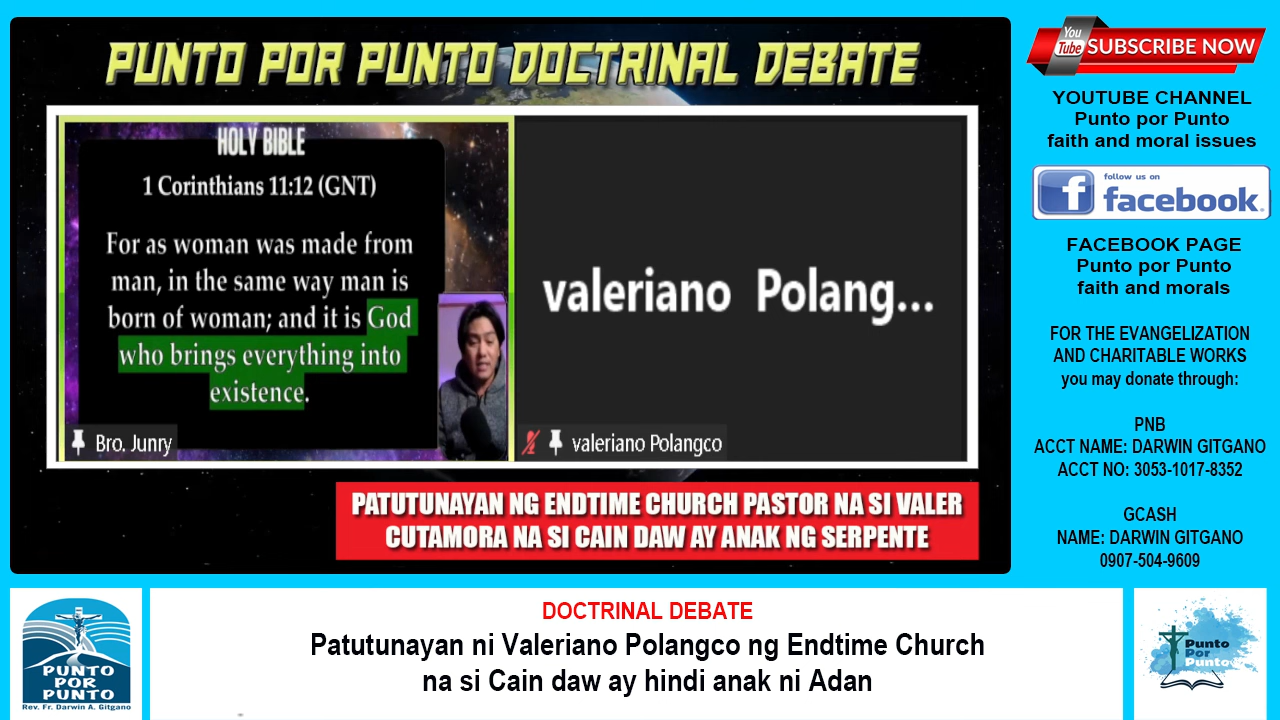 PUNTO POR PUNTO DOCTRINAL DEBATE
HOLY BIBLE
1 Corinthians 11:12 (GNT)
For as woman was made from
man, in the same way man is
born of woman; and it is God
who brings everything into
existence.
Bro. Junry
valeriano Polang...
valeriano Polangco
PATUTUNAYAN NG ENDTIME CHURCH PASTOR NA SI VALER
CUTAMORA NA SI CAIN DAW AY ANAK NG SERPENTE
You
Tube
SUBSCRIBE NOW
YOUTUBE CHANNEL
Punto por Punto
faith and moral issues
follow us on
f facebook.
FACEBOOK PAGE
Punto por Punto
faith and morals
FOR THE EVANGELIZATION
AND CHARITABLE WORKS
you may donate through:
PNB
ACCT NAME: DARWIN GITGANO
ACCT NO: 3053-1017-8352
GCASH
NAME: DARWIN GITGANO
0907-504-9609
PUNTO
POR
PUNTO
Rev. Fr. Darwin A. Gitgano
DOCTRINAL DEBATE
Patutunayan ni Valeriano Polangco ng Endtime Church
na si Cain daw ay hindi anak ni Adan
Punto
Por
Punto